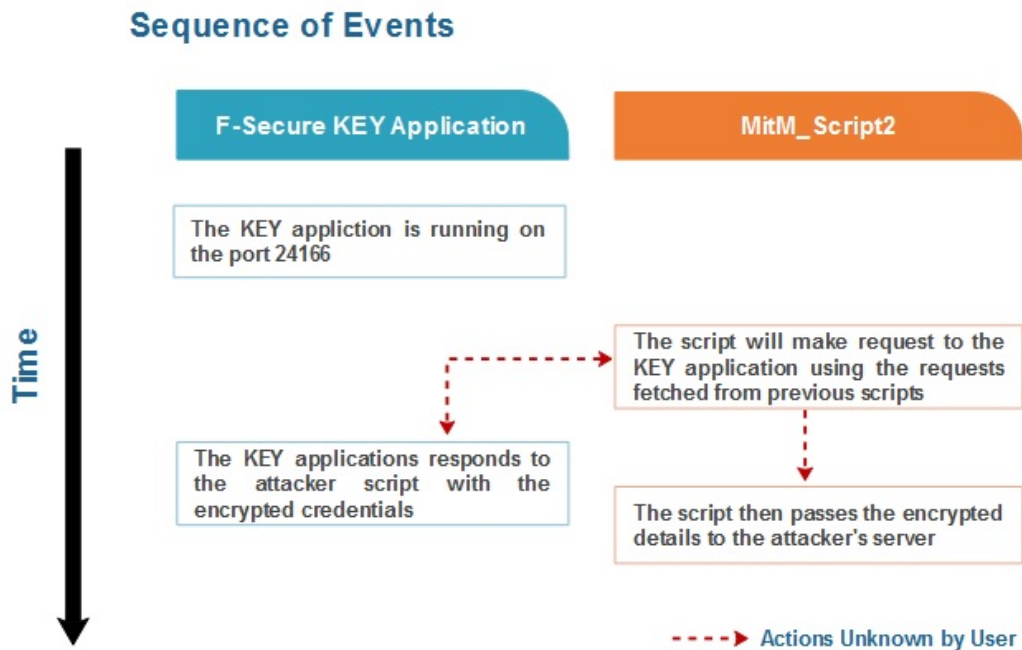 Sequence of Events
F-Secure KEY Application
MitM_Script2
The KEY appliction is running on
the port 24166
The script will make request to the
KEY application using the requests
fetched from previous scripts
The KEY applications responds to
the attacker script with the
encrypted credentials
The script then passes the encrypted
details to the attacker's server
Time
Actions Unknown by User